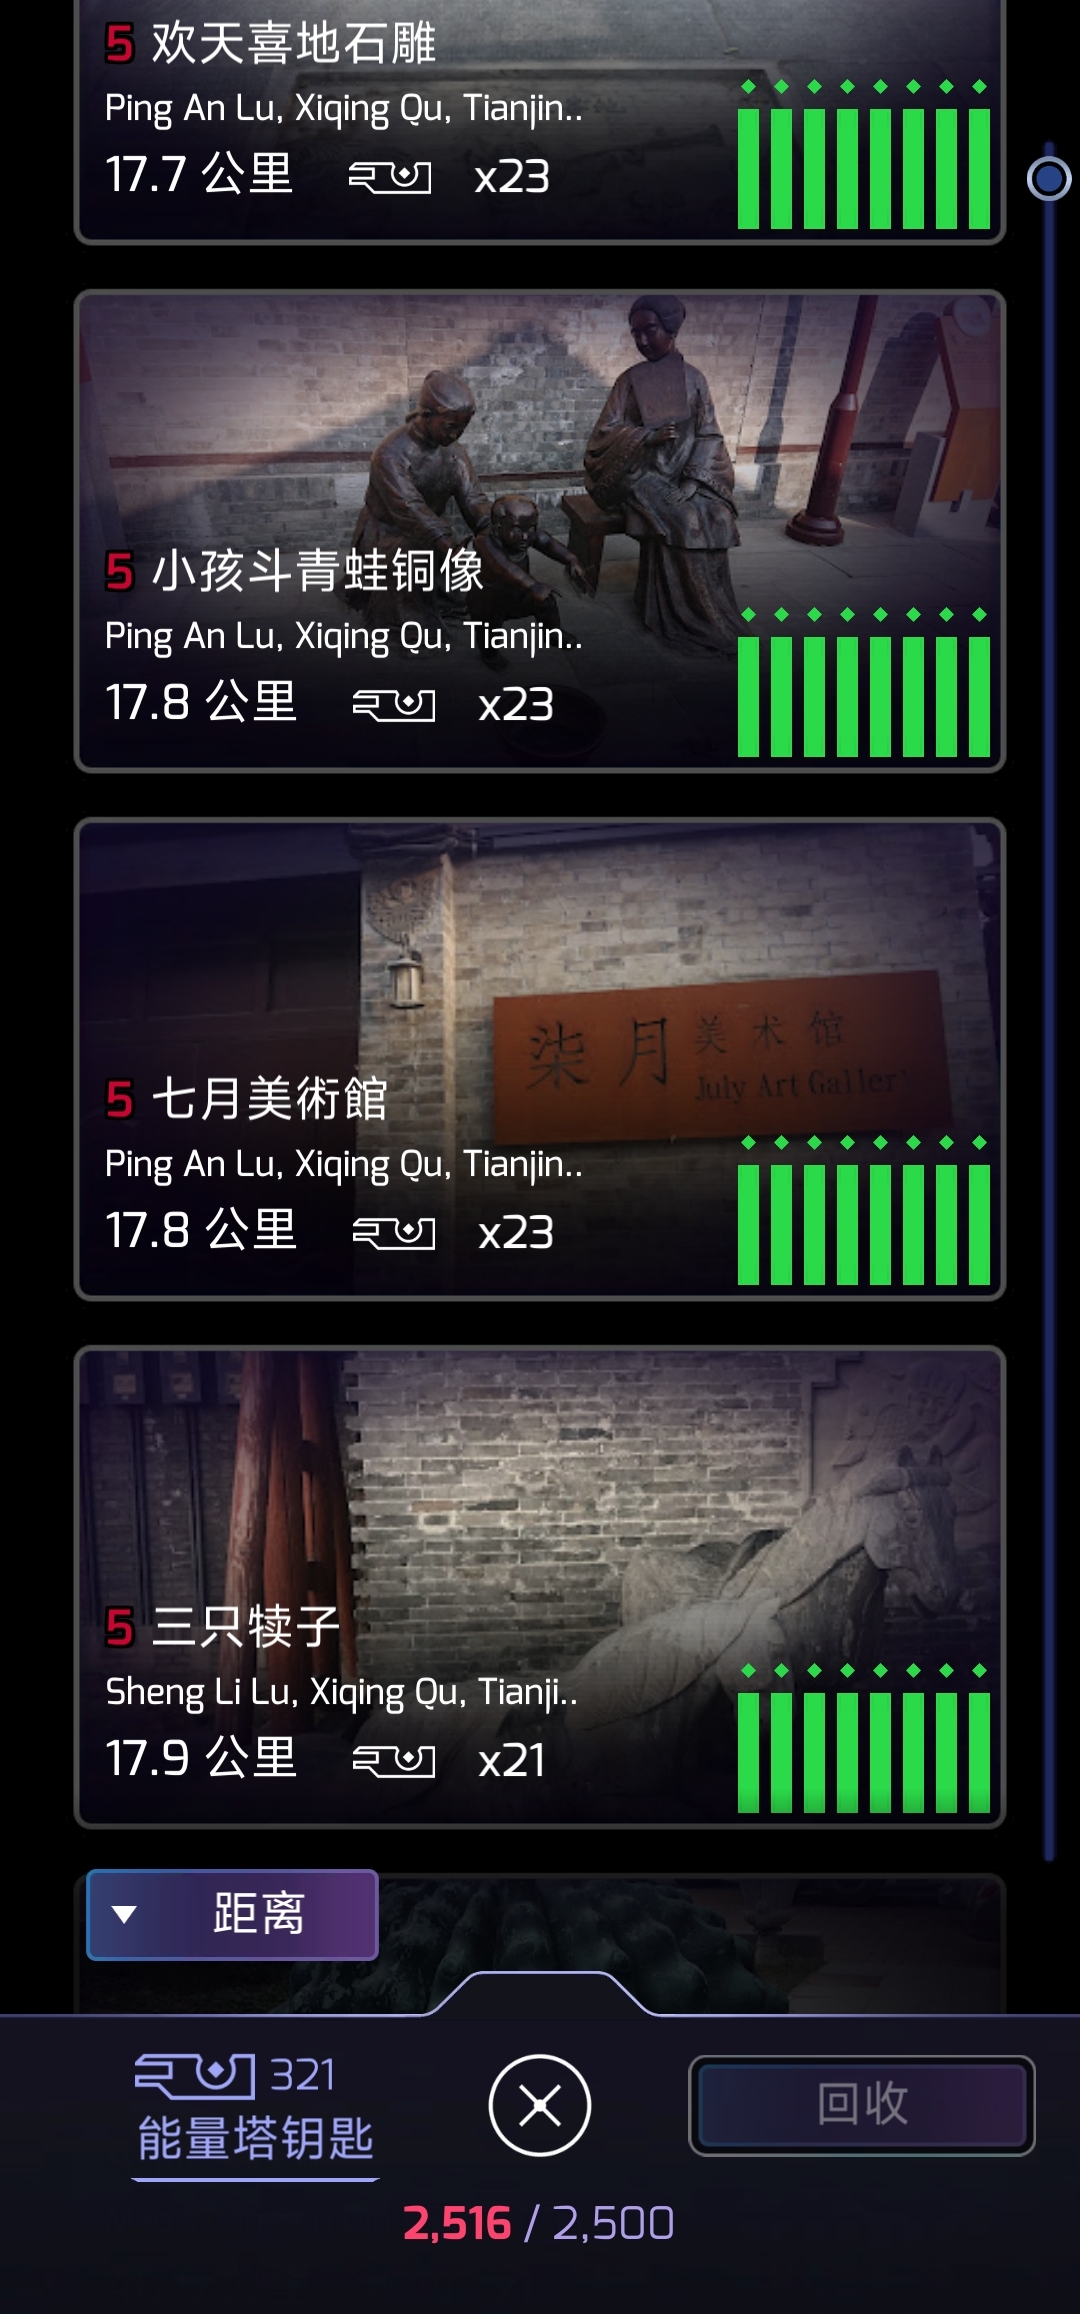 5 欢天喜地石雕
Ping An Lu, Xiqing Qu, Tianjin..
17.7 公里 x23
5 小孩斗青蛙铜像
Ping An Lu, Xiqing Qu, Tianjin..
17.8 公里 x23
柒月美术馆
July Art Galler
5 七月美術館
Ping An Lu, Xiqing Qu, Tianjin..
17.8 公里 x23
5 三只犊子
Sheng Li Lu, Xiqing Qu, Tianji..
17.9 公里 x21
距离
321
能量塔钥匙
回收
2,516 / 2,500